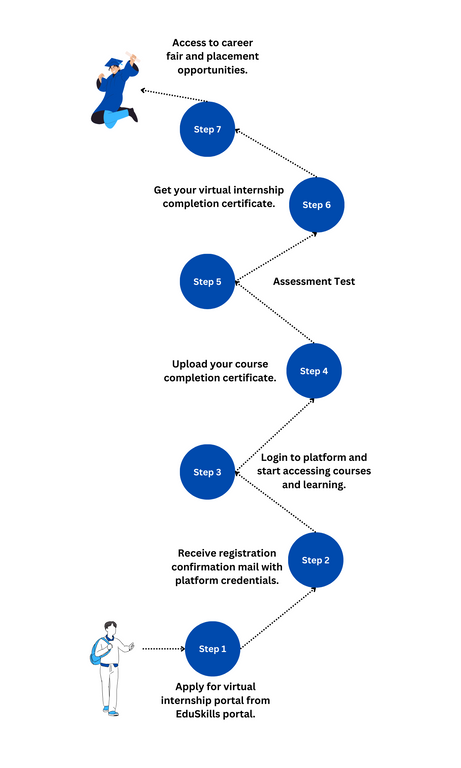 Access to career
fair and placement
opportunities.
Step 7
Get your virtual internship
completion certificate.
Step 6
Step 5
Assessment Test
Upload your course
completion certificate.
Step 4
Step 3
Login to platform and
start accessing courses
and learning.
Receive registration
confirmation mail with
platform credentials.
Step 2
Step 1
Apply for virtual
internship portal from
EduSkills portal.